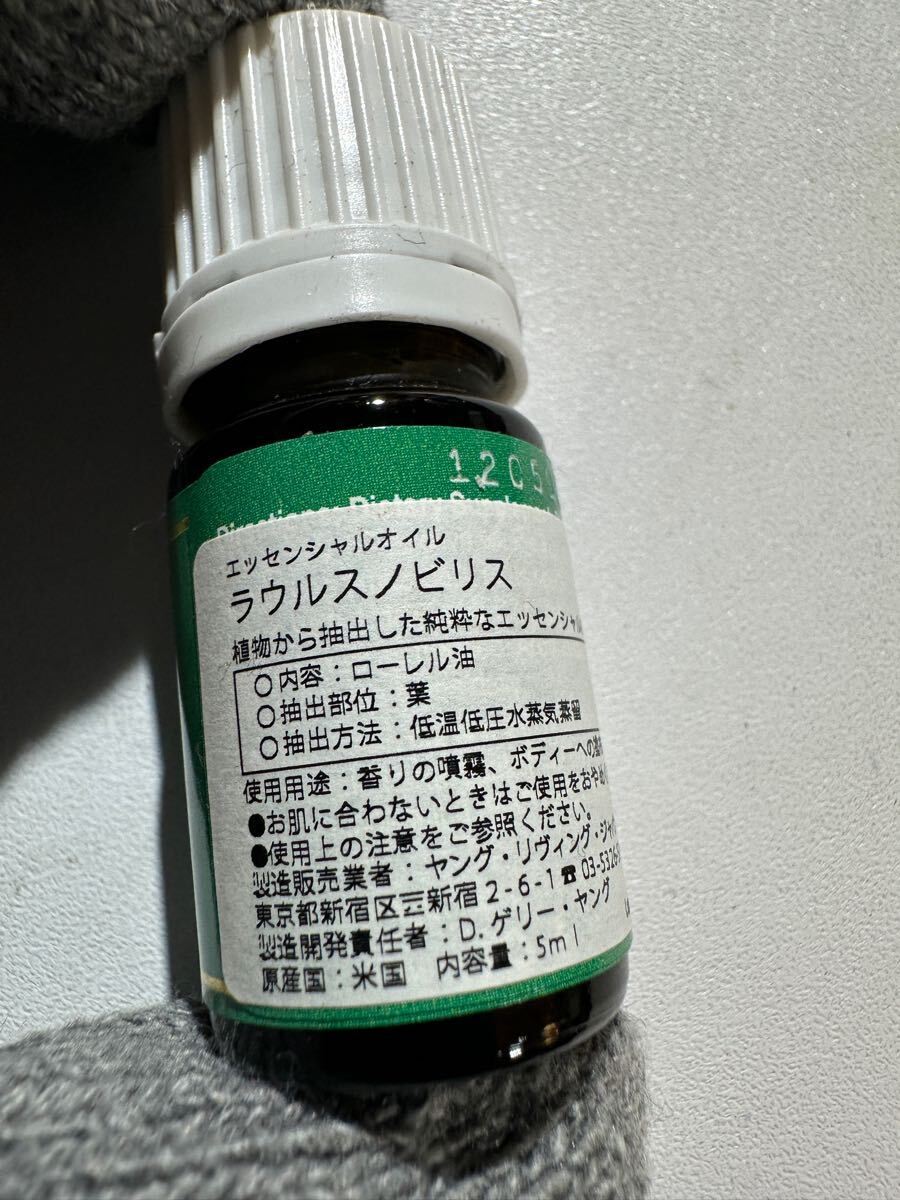 1205
Directions: Dietary
エッセンシャルオイル
ラウルスノビリス
植物から抽出した純粋なエッセンシャル
○内容：ローレル油
○抽出部位：葉
○抽出方法：低温低圧水蒸気蒸留
使用用途：香りの噴霧、ボディーへの
●お肌に合わないときはご使用をおやめ
●使用上の注意をご参照ください。
製造販売業者：ヤング・リヴィング・ジャパ
東京都新宿区西新宿2-6-1☎03-5326
製造開発責任者：D.ゲリー・ヤング
原産国：米国 内容量：5ml